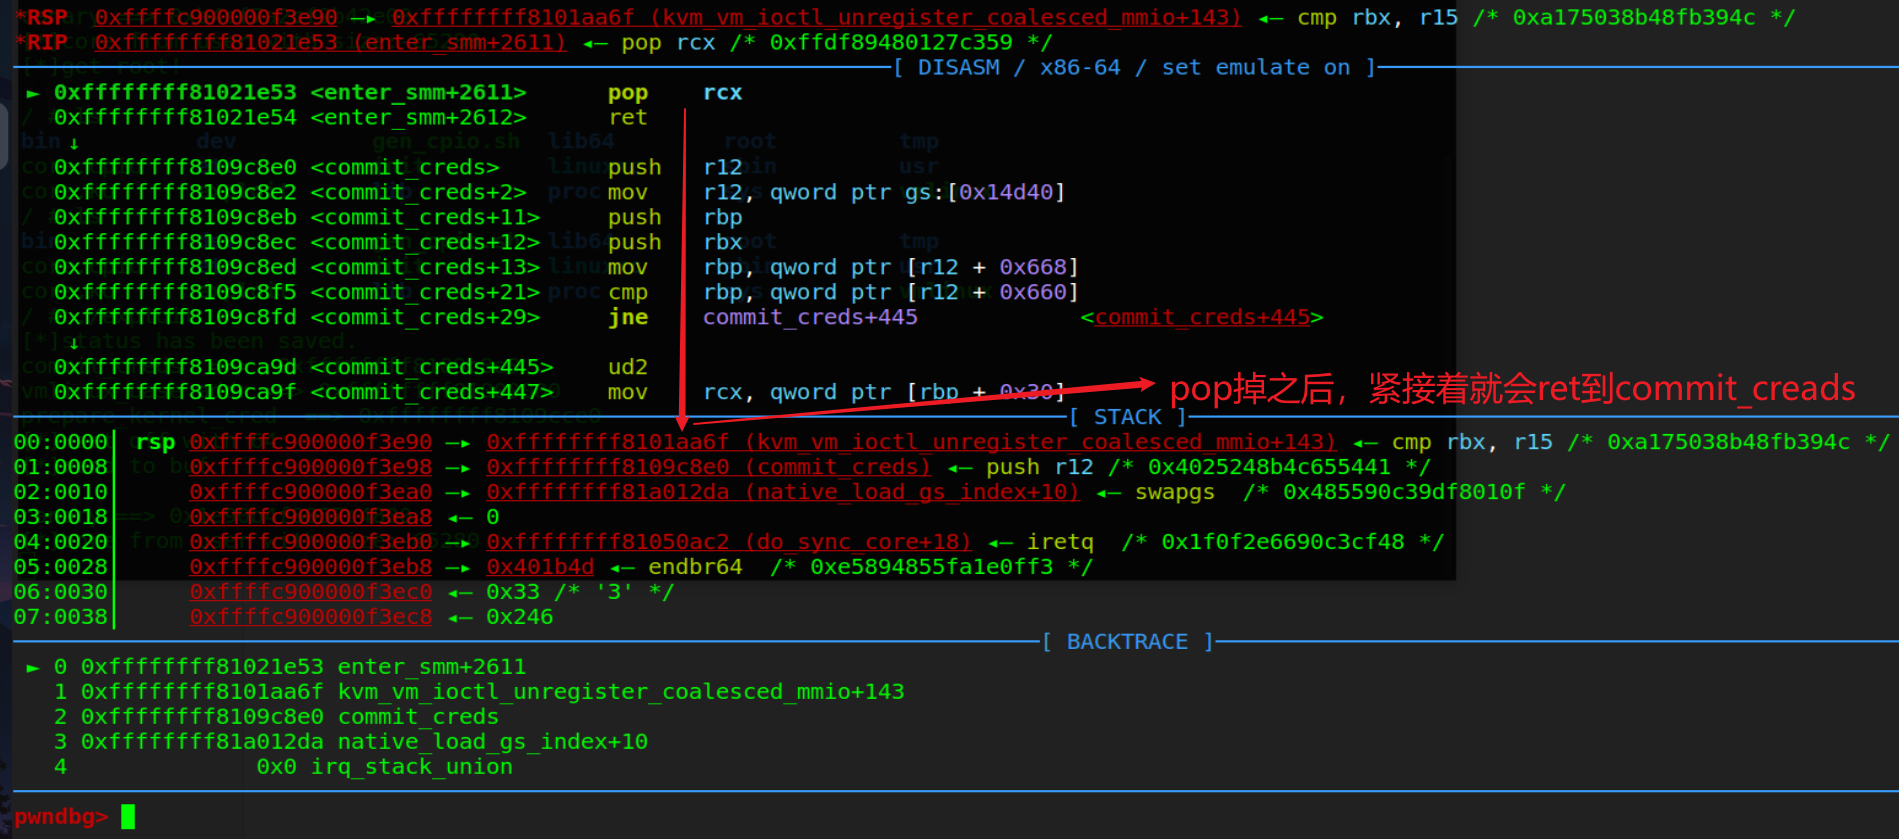 *RSP  0xffffc900000f3e90 —▸ 0xffffffff8101aa6f (kvm_vm_ioctl_unregister_coalesced_mmio+143) ◂— cmp rbx, r15 /* 0xa175038b48fb394c */
*RIP  0xffffffff81021e53 (enter_smm+2611) ◂— pop rcx /* 0xffdf89480127c359 */
[ DISASM / x86-64 / set emulate on ]
► 0xffffffff81021e53 <enter_smm+2611>      pop    rcx
0xffffffff81021e54 <enter_smm+2612>      ret
↓
0xffffffff8109c8e0 <commit_creds>        push   r12
0xffffffff8109c8e2 <commit_creds+2>      mov    r12, qword ptr gs:[0x14d40]
0xffffffff8109c8eb <commit_creds+11>     push   rbp
0xffffffff8109c8ec <commit_creds+12>     push   rbx
0xffffffff8109c8ed <commit_creds+13>     mov    rbp, qword ptr [r12 + 0x668]
0xffffffff8109c8f5 <commit_creds+21>     cmp    rbp, qword ptr [r12 + 0x660]
0xffffffff8109c8fd <commit_creds+29>     jne    commit_creds+445            <commit_creds+445>
↓
0xffffffff8109ca9d <commit_creds+445>    ud2
0xffffffff8109ca9f <commit_creds+447>    mov    rcx, qword ptr [rbp + 0x30]
pop掉之后，紧接着就会ret到commit_creads
[ STACK ]
00:0000│ rsp 0xffffc900000f3e90 —▸ 0xffffffff8101aa6f (kvm_vm_ioctl_unregister_coalesced_mmio+143) ◂— cmp rbx, r15 /* 0xa175038b48fb394c */
01:0008│     0xffffc900000f3e98 —▸ 0xffffffff8109c8e0 (commit_creds) ◂— push r12 /* 0x4025248b4c655441 */
02:0010│     0xffffc900000f3ea0 —▸ 0xffffffff81a012da (native_load_gs_index+10) ◂— swapgs  /* 0x485590c39df8010f */
03:0018│     0xffffc900000f3ea8 ◂— 0
04:0020│     0xffffc900000f3eb0 —▸ 0xffffffff81050ac2 (do_sync_core+18) ◂— iretq  /* 0x1f0f2e6690c3cf48 */
05:0028│     0xffffc900000f3eb8 —▸ 0x401b4d ◂— endbr64  /* 0xe5894855fa1e0ff3 */
06:0030│     0xffffc900000f3ec0 ◂— 0x33 /* '3' */
07:0038│     0xffffc900000f3ec8 ◂— 0x246
[ BACKTRACE ]
► 0 0xffffffff81021e53 enter_smm+2611
1 0xffffffff8101aa6f kvm_vm_ioctl_unregister_coalesced_mmio+143
2 0xffffffff8109c8e0 commit_creds
3 0xffffffff81a012da native_load_gs_index+10
4              0x0 irq_stack_union
pwndbg>